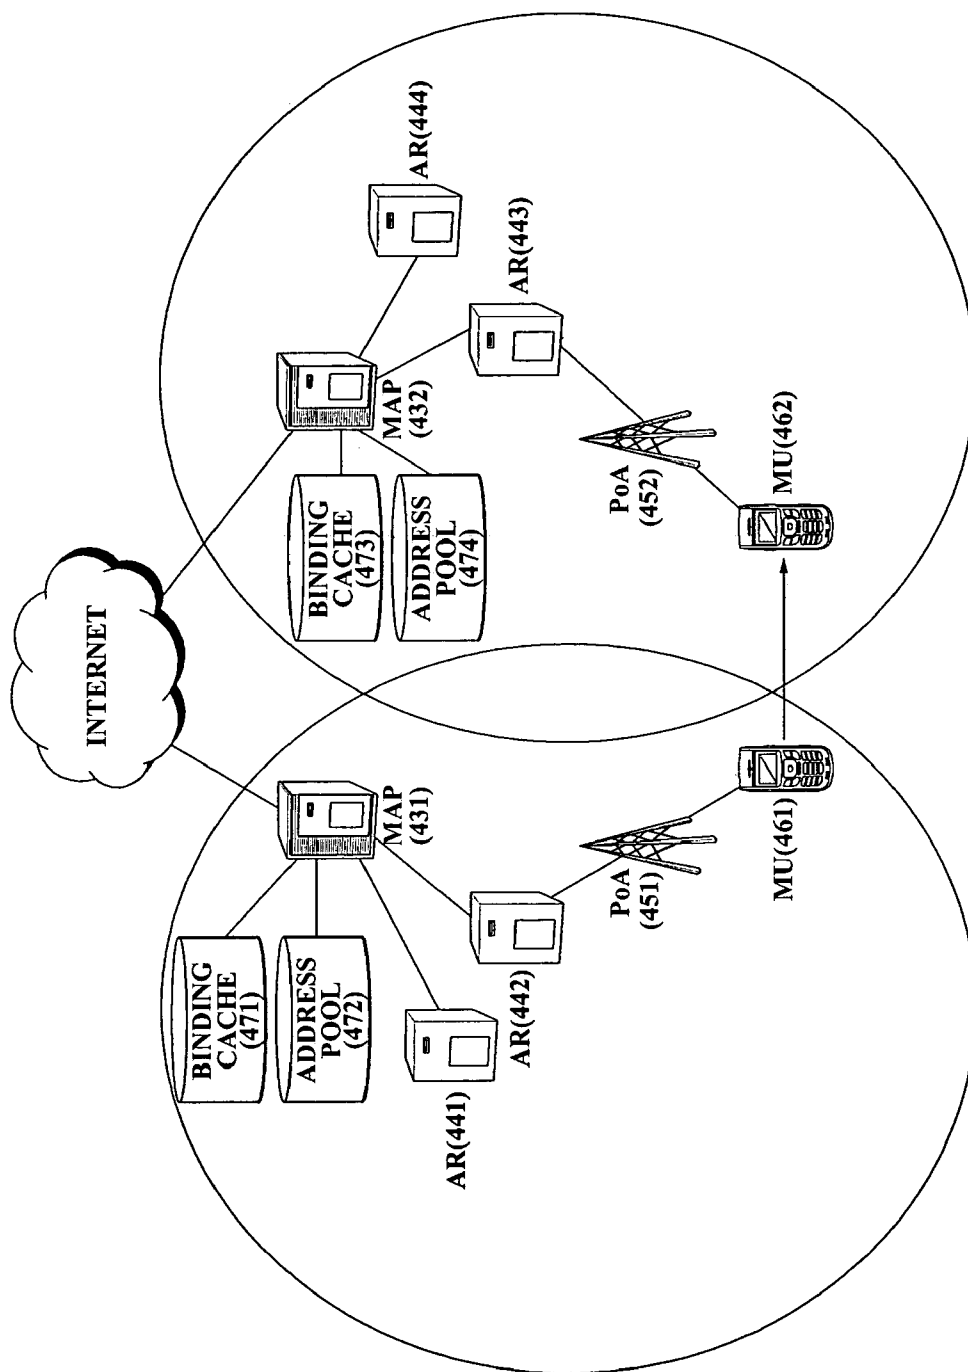 INTERNET
BINDING
CACHE
(471)
ADDRESS
POOL
(472)
MAP
(431)
AR(441)
AR(442)
PoA
(451)
MU(461)
BINDING
CACHE
(473)
ADDRESS
POOL
(474)
MAP
(432)
AR(444)
AR(443)
PoA
(452)
MU(462)